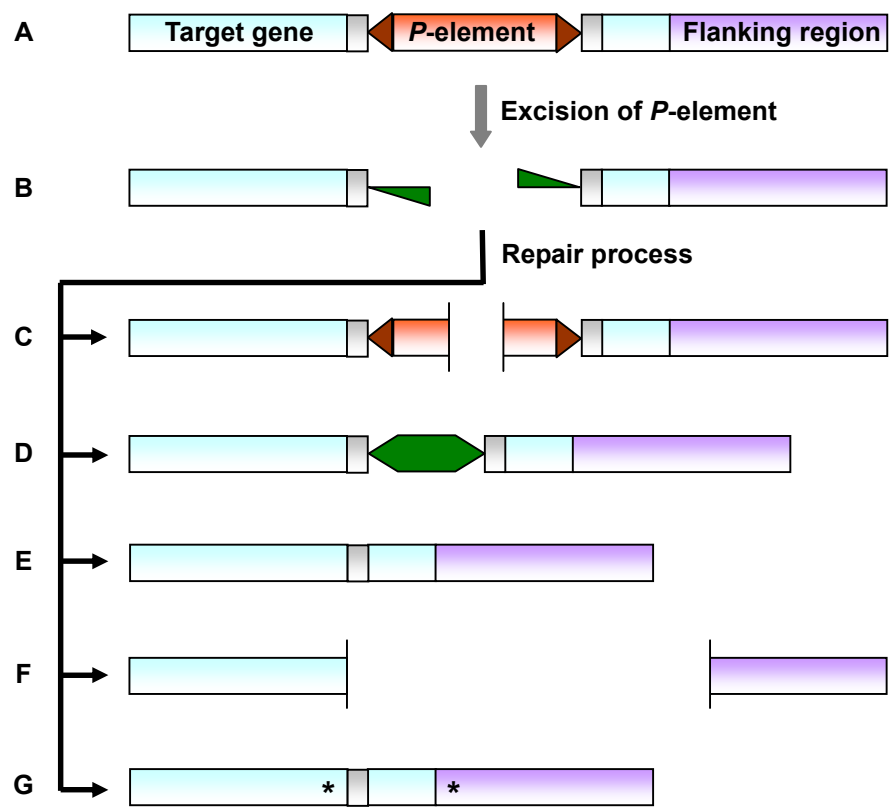 A Target gene P-element Flanking region
Excision of P-element
B
Repair process
C
D
E
F
G * *